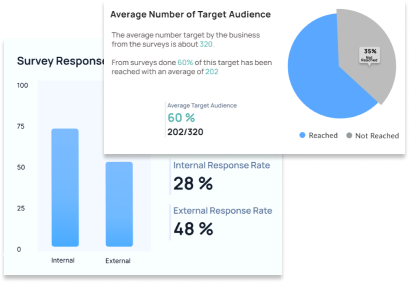 Average Number of Target Audience
The average number target by the business
from the surveys is about 320.
From surveys done 60% of this target has been
reached with an average of 202
Average Target Audience
60 %
202/320
35%
Not
Reached
Reached
Not Reached
Survey Response
100
75
50
25
0
Internal
External
Internal Response Rate
28 %
External Response Rate
48 %